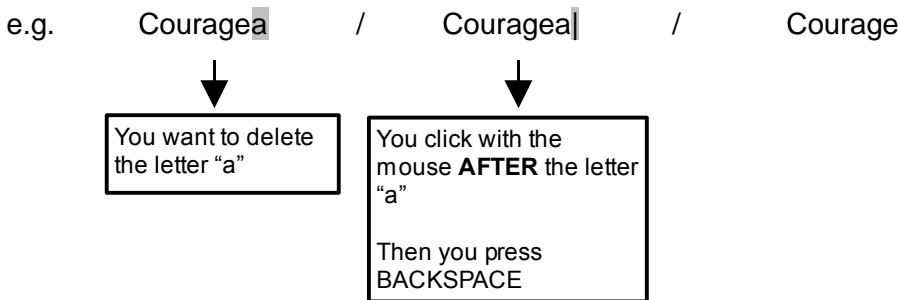 e.g. Couragea / Couragea| / Courage
You want to delete
the letter “a”
You click with the
mouse AFTER the letter
“a”
Then you press
BACKSPACE